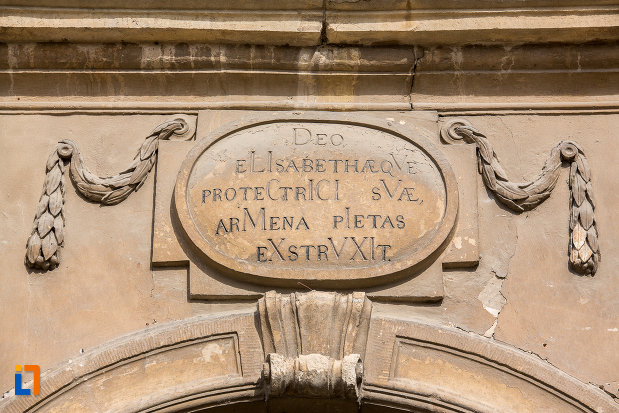 DEO
eLIsABETHÆQVE
PROTECTRICI sVÆ,
ARMENA PIETAS
EXSTRVXIT.